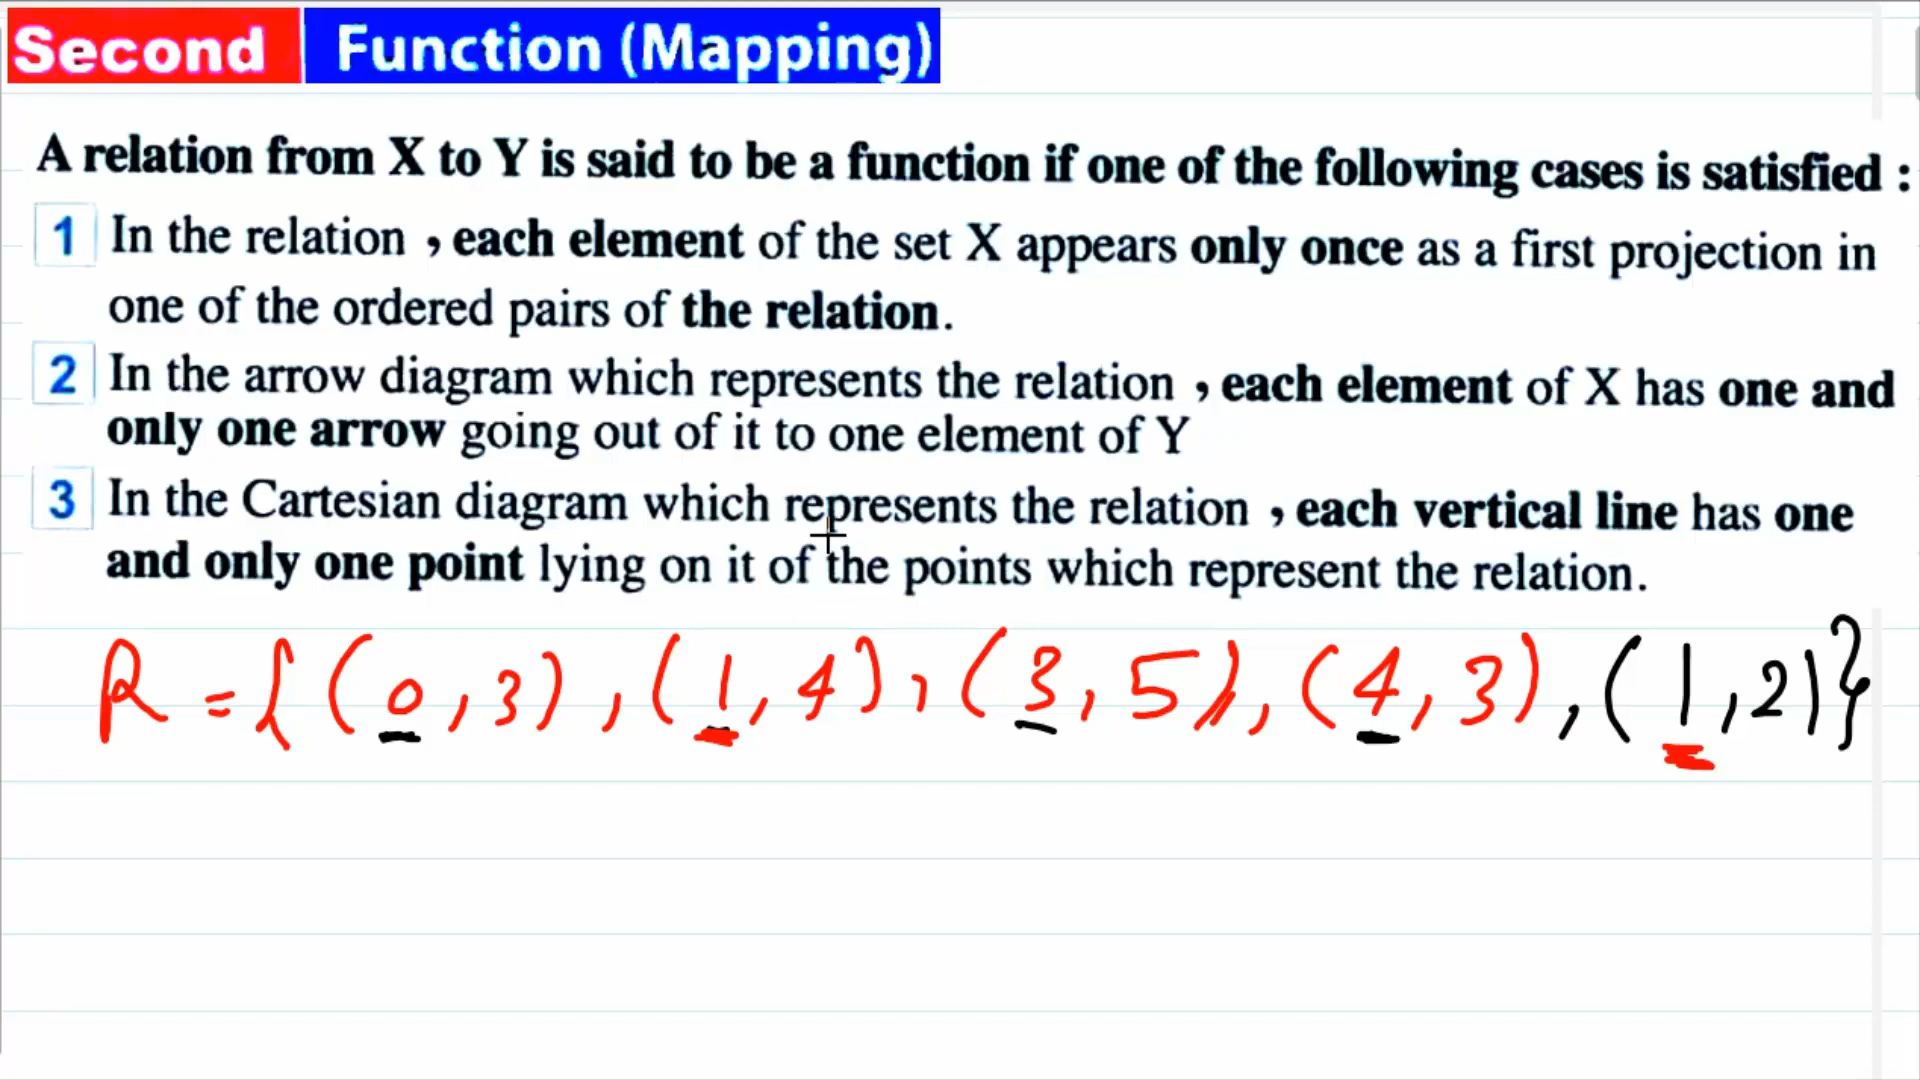 Second Function (Mapping)
A relation from X to Y is said to be a function if one of the following cases is satisfied :
1 In the relation , each element of the set X appears only once as a first projection in
one of the ordered pairs of the relation.
2 In the arrow diagram which represents the relation , each element of X has one and
only one arrow going out of it to one element of Y
3 In the Cartesian diagram which represents the relation , each vertical line has one
and only one point lying on it of the points which represent the relation.
R = { (0,3) , (1,4) , (3,5) , (4,3) , (1,2) }